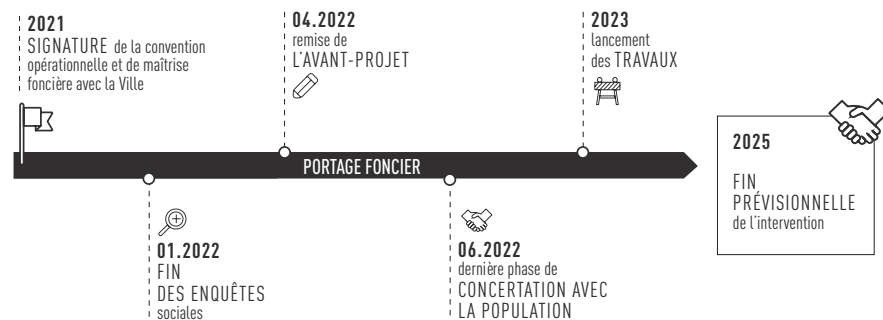 2021
SIGNATURE de la convention
opérationnelle et de maîtrise
foncière avec la Ville
04.2022
remise de
L'AVANT-PROJET
2023
lancement
des TRAVAUX
PORTAGE FONCIER
2025
FIN
PRÉVISIONNELLE
de l'intervention
01.2022
FIN
DES ENQUÊTES
sociales
06.2022
dernière phase de
CONCERTATION AVEC
LA POPULATION